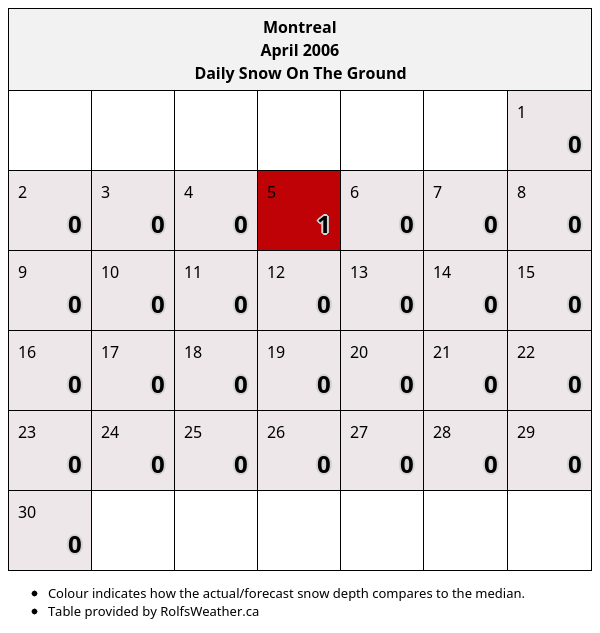 Montreal
April 2006
Daily Snow On The Ground
1
0
2 3 4 5 6 7 8
0 0 0 1 0 0 0
9 10 11 12 13 14 15
0 0 0 0 0 0 0
16 17 18 19 20 21 22
0 0 0 0 0 0 0
23 24 25 26 27 28 29
0 0 0 0 0 0 0
30
0
• Colour indicates how the actual/forecast snow depth compares to the median.
• Table provided by RolfsWeather.ca